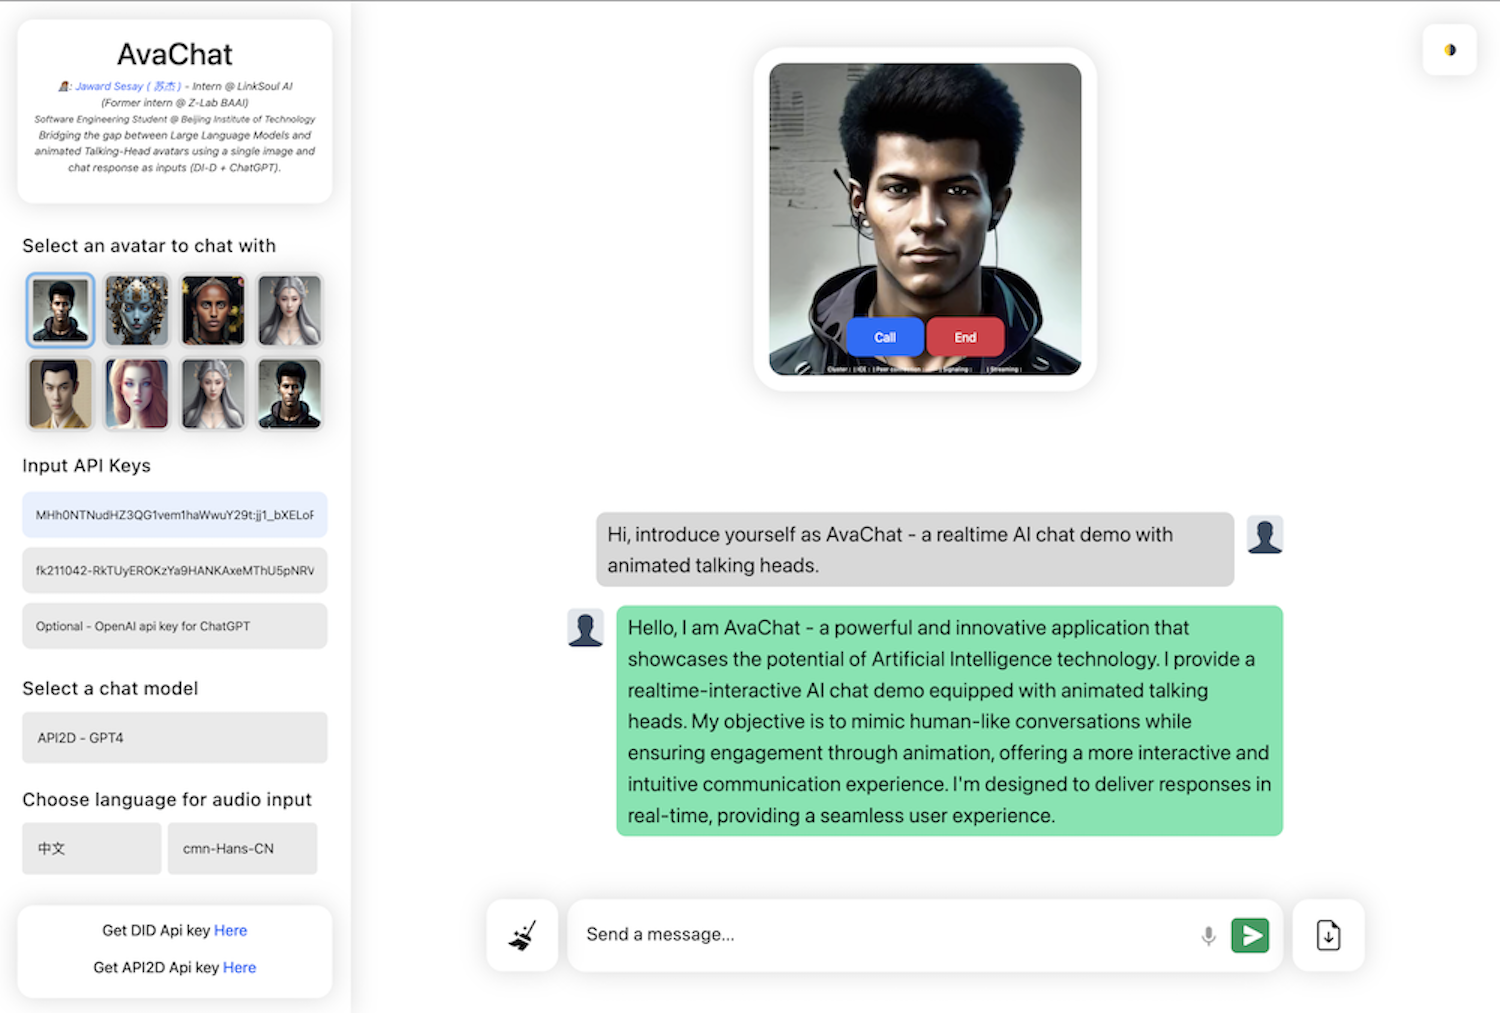 AvaChat
: Jaward Sesay ( 苏杰 ) - Intern @ LinkSoul AI
(Former intern @ Z-Lab BAAI)
Software Engineering Student @ Beijing Institute of Technology
Bridging the gap between Large Language Models and
animated Talking-Head avatars using a single image and
chat response as inputs (DI-D + ChatGPT).
Select an avatar to chat with
Input API Keys
MHh0NTNudHZ3QG1vem1haWwuY29t:jj1_bXELoF
fk211042-RkTUyEROKzYa9HANKAxeMThU5pNRV
Optional - OpenAI api key for ChatGPT
Select a chat model
API2D - GPT4
Choose language for audio input
中文
cmn-Hans-CN
Get DID Api key Here
Get API2D Api key Here
Call
End
Cluster : | ICE : | Peer | Signaling : | Streaming :
Hi, introduce yourself as AvaChat - a realtime AI chat demo with
animated talking heads.
Hello, I am AvaChat - a powerful and innovative application that
showcases the potential of Artificial Intelligence technology. I provide a
realtime-interactive AI chat demo equipped with animated talking
heads. My objective is to mimic human-like conversations while
ensuring engagement through animation, offering a more interactive and
intuitive communication experience. I'm designed to deliver responses in
real-time, providing a seamless user experience.
Send a message...